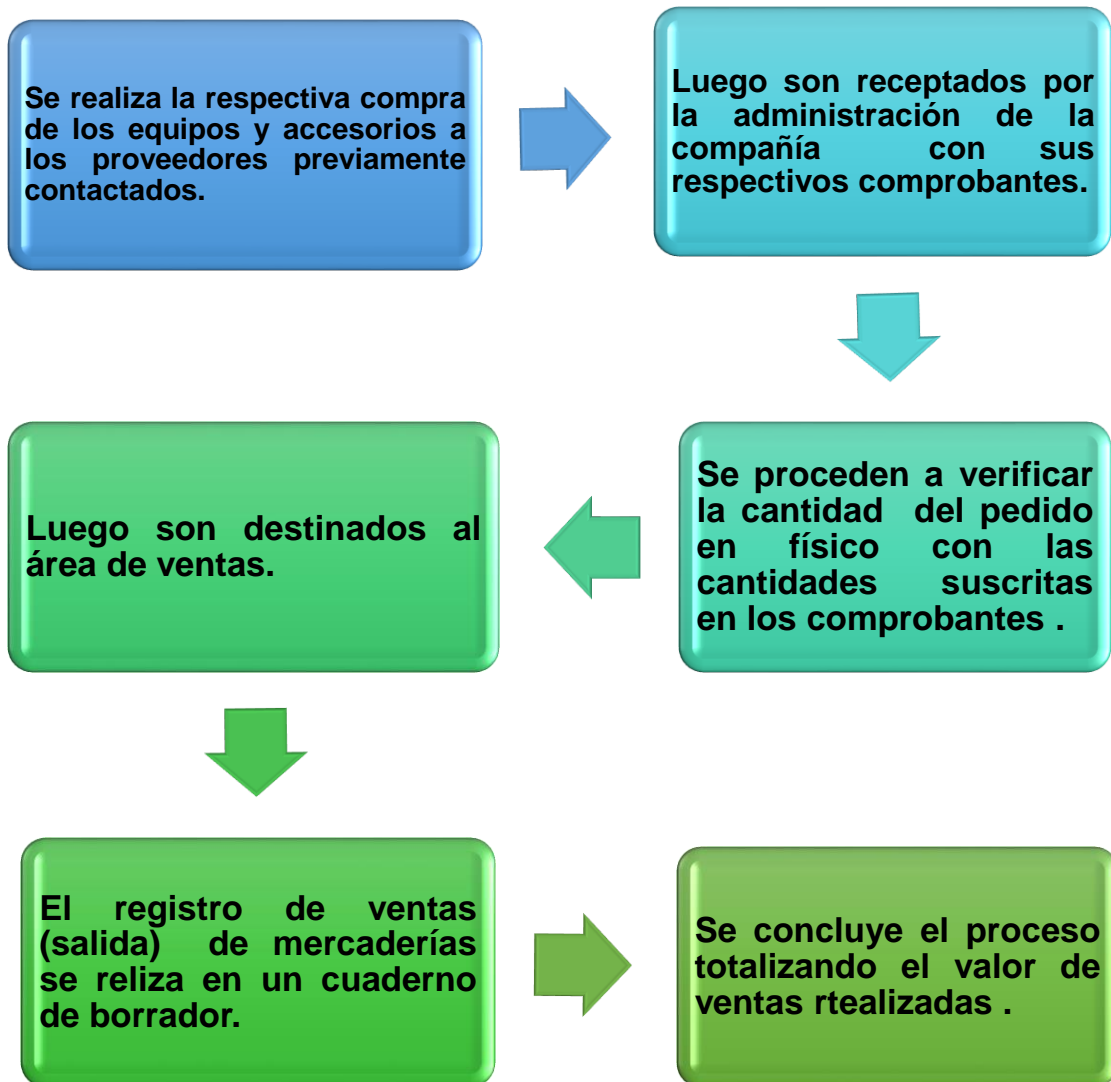 Se realiza la respectiva compra
de los equipos y accesorios a
los proveedores previamente
contactados.
Luego son receptados por
la administración de la
compañía con sus
respectivos comprobantes.
Se proceden a verificar
la cantidad del pedido
en físico con las
cantidades suscritas
en los comprobantes .
Luego son destinados al
área de ventas.
El registro de ventas
(salida) de mercaderías
se reliza en un cuaderno
de borrador.
Se concluye el proceso
totalizando el valor de
ventas rtealizadas .